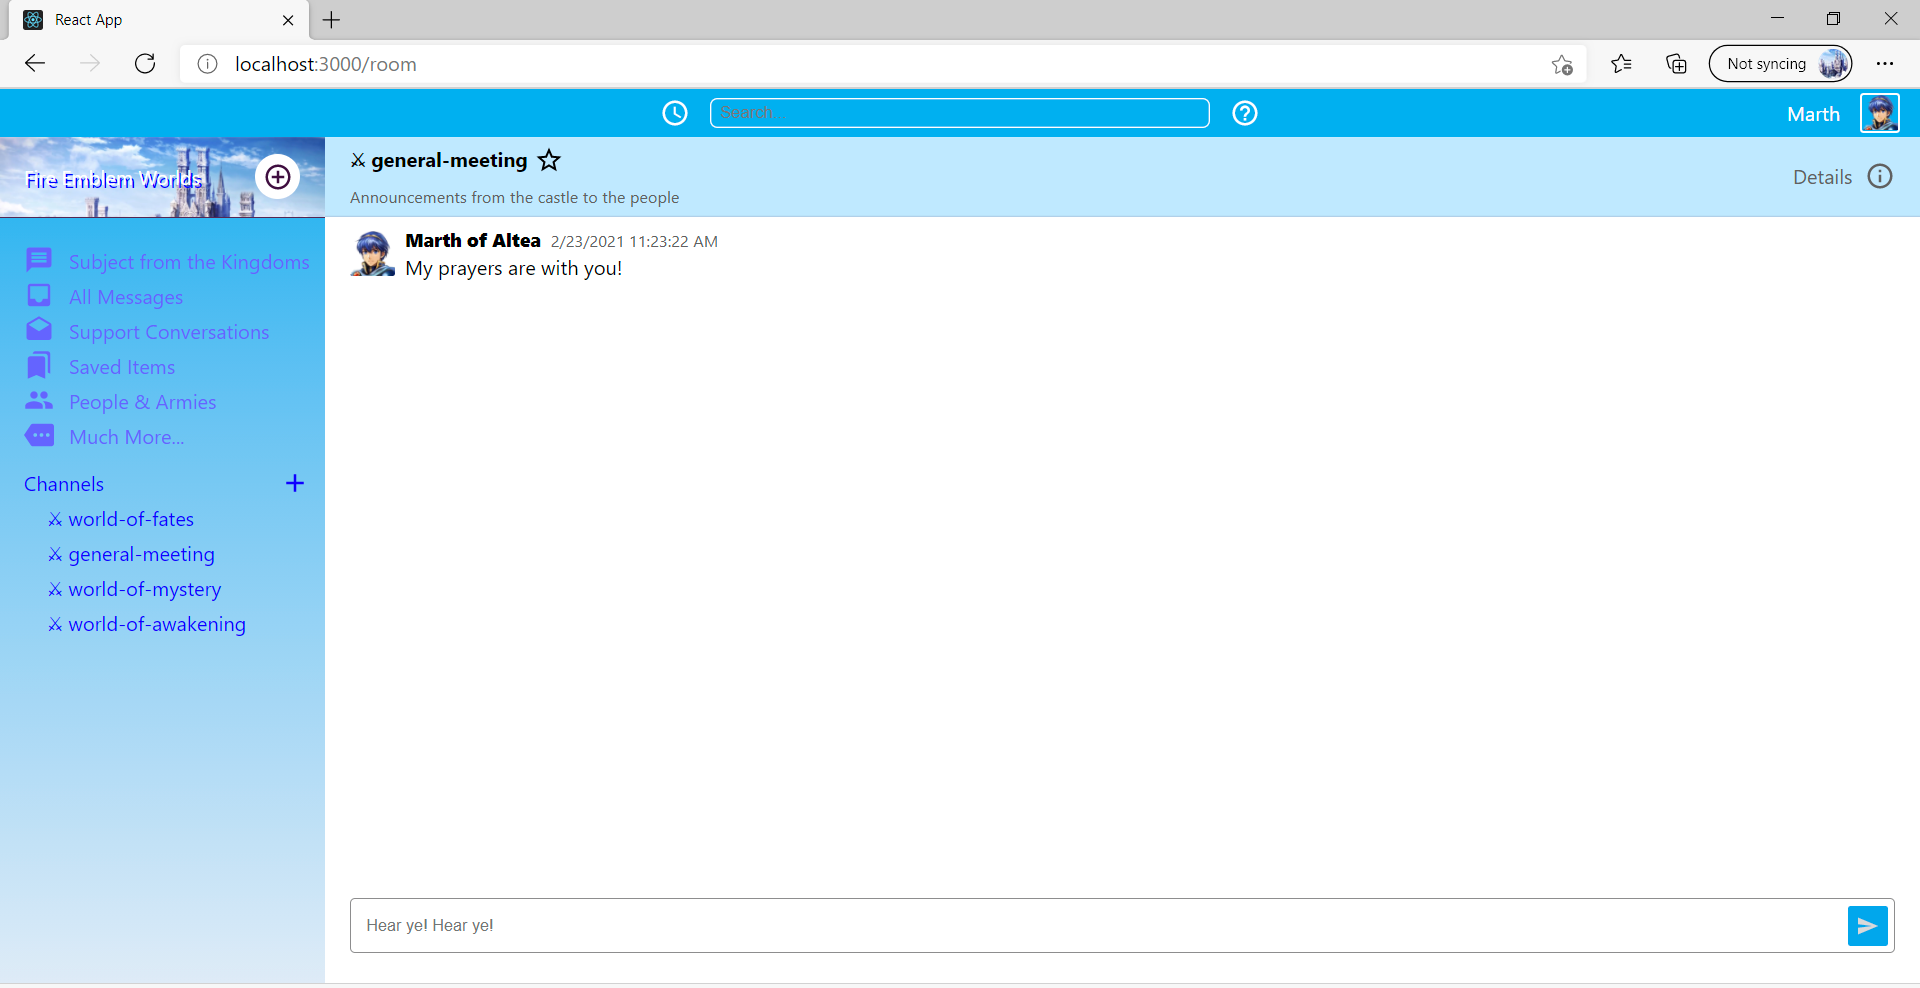 React App
localhost:3000/room
Not syncing
Search
Marth
Fire Emblem Worlds
⚔ general-meeting
Announcements from the castle to the people
Details
Subject from the Kingdoms
All Messages
Support Conversations
Saved Items
People & Armies
Much More...
Channels
⚔ world-of-fates
⚔ general-meeting
⚔ world-of-mystery
⚔ world-of-awakening
Marth of Altea 2/23/2021 11:23:22 AM
My prayers are with you!
Hear ye! Hear ye!